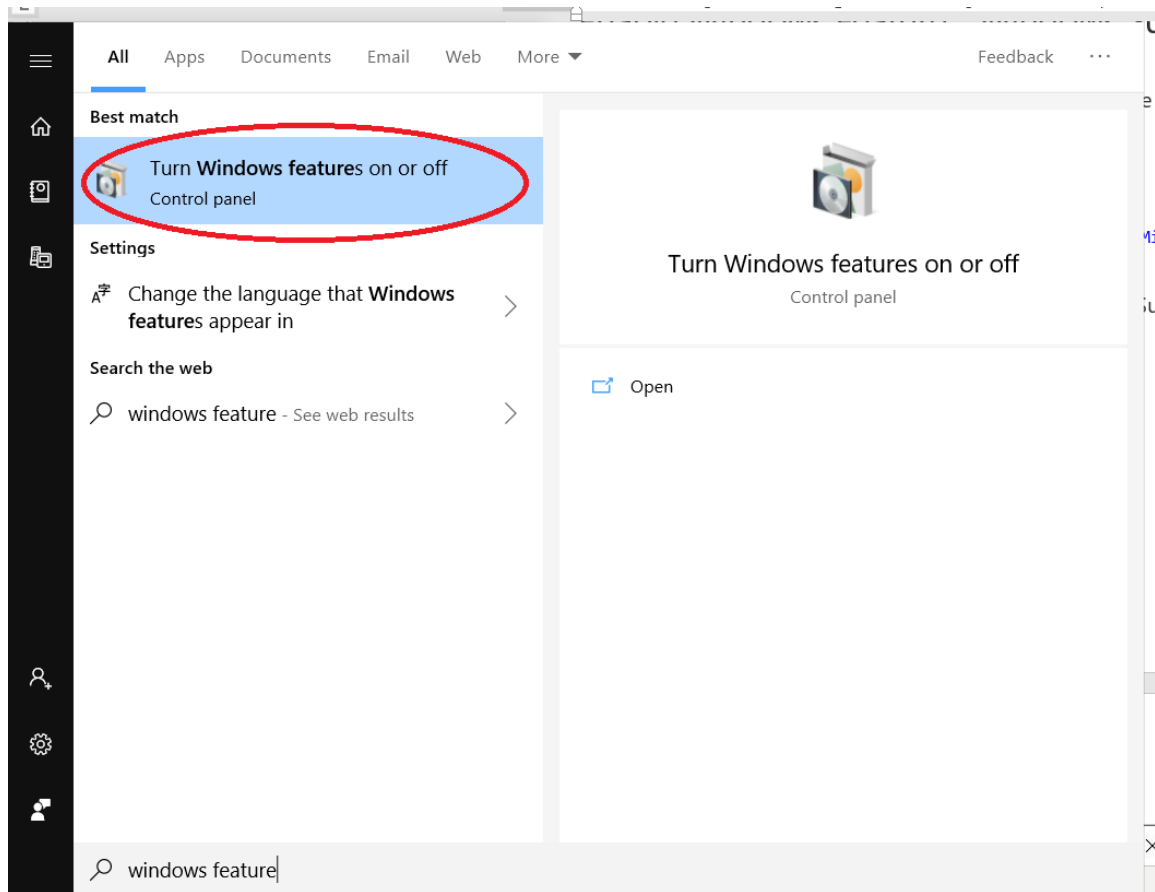 All Apps Documents Email Web More Feedback ...
Best match
Turn Windows features on or off
Control panel
Settings
Change the language that Windows
features appear in
Search the web
windows feature - See web results
Turn Windows features on or off
Control panel
Open
windows feature